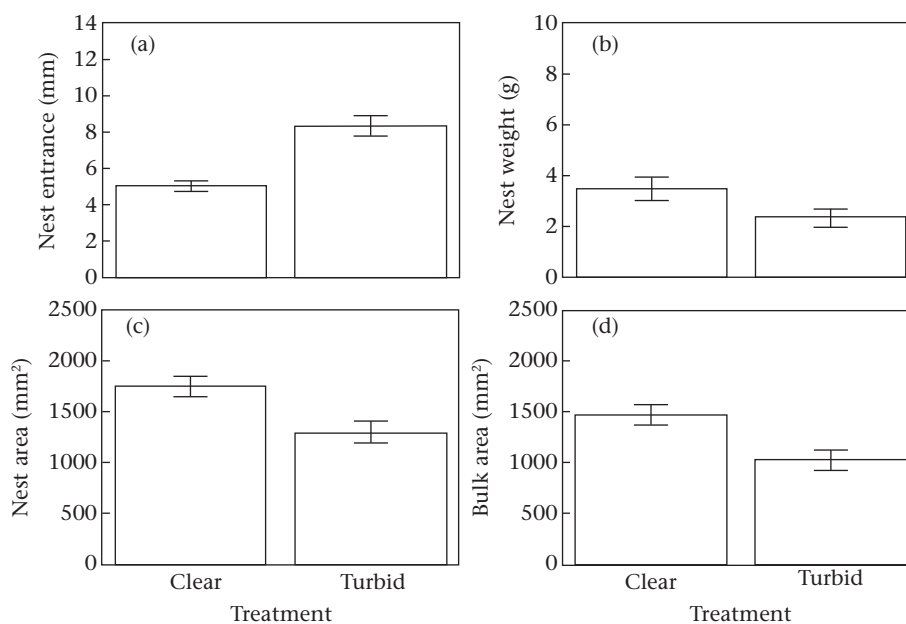 (a)
Nest entrance (mm)
14
12
10
8
6
4
2
0
(b)
Nest weight (g)
10
8
6
4
2
0
(c)
Nest area (mm²)
2500
2000
1500
1000
500
0
Clear
Turbid
Treatment
(d)
Bulk area (mm²)
2500
2000
1500
1000
500
0
Clear
Turbid
Treatment